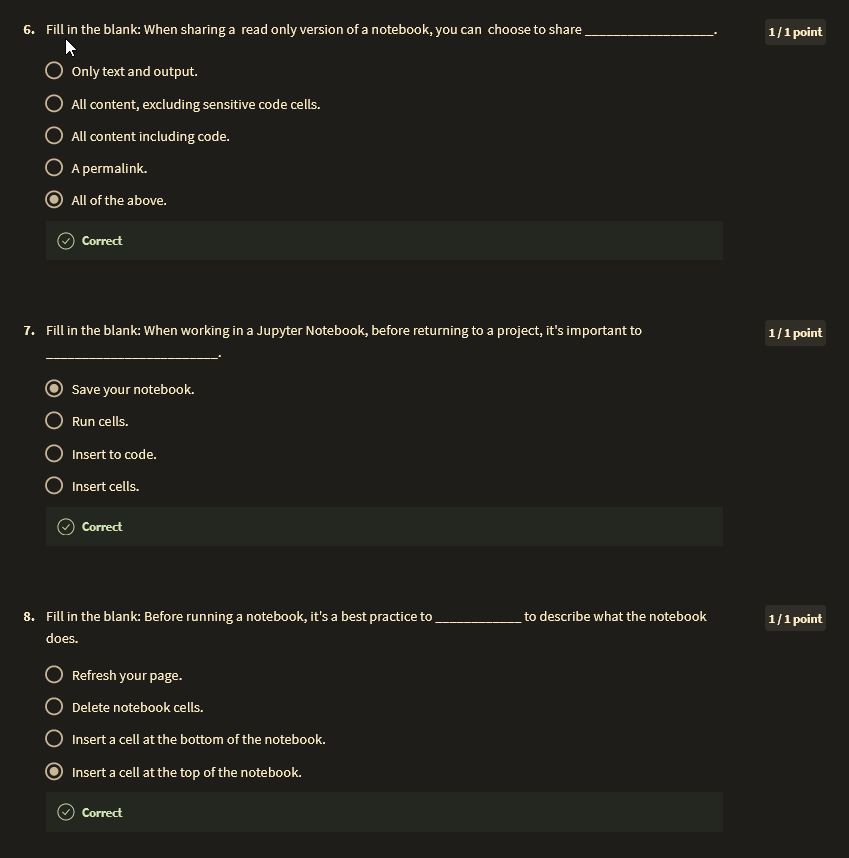 6. Fill in the blank: When sharing a read only version of a notebook, you can choose to share __________________. 1 / 1 point
Only text and output.
All content, excluding sensitive code cells.
All content including code.
A permalink.
All of the above.
Correct
7. Fill in the blank: When working in a Jupyter Notebook, before returning to a project, it's important to 1 / 1 point
________________________.
Save your notebook.
Run cells.
Insert to code.
Insert cells.
Correct
8. Fill in the blank: Before running a notebook, it's a best practice to ____________ to describe what the notebook 1 / 1 point
does.
Refresh your page.
Delete notebook cells.
Insert a cell at the bottom of the notebook.
Insert a cell at the top of the notebook.
Correct